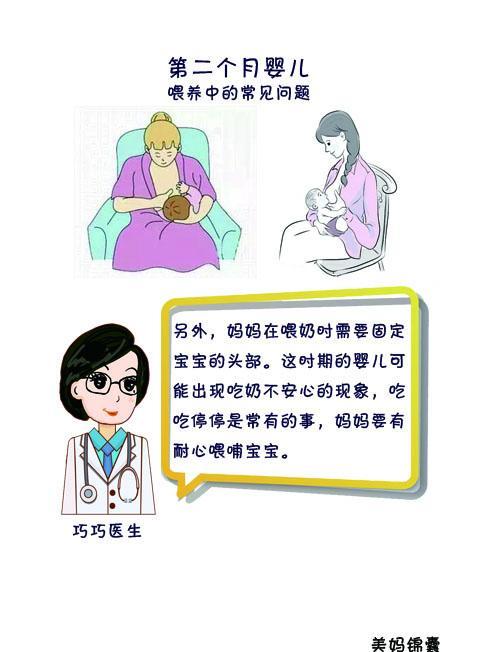 第二个月婴儿
喂养中的常见问题
另外，妈妈在喂奶时需要固定
宝宝的头部。这时期的婴儿可
能出现吃奶不安心的现象，吃
吃停停是常有的事，妈妈要有
耐心喂哺宝宝。
巧巧医生
美妈锦囊